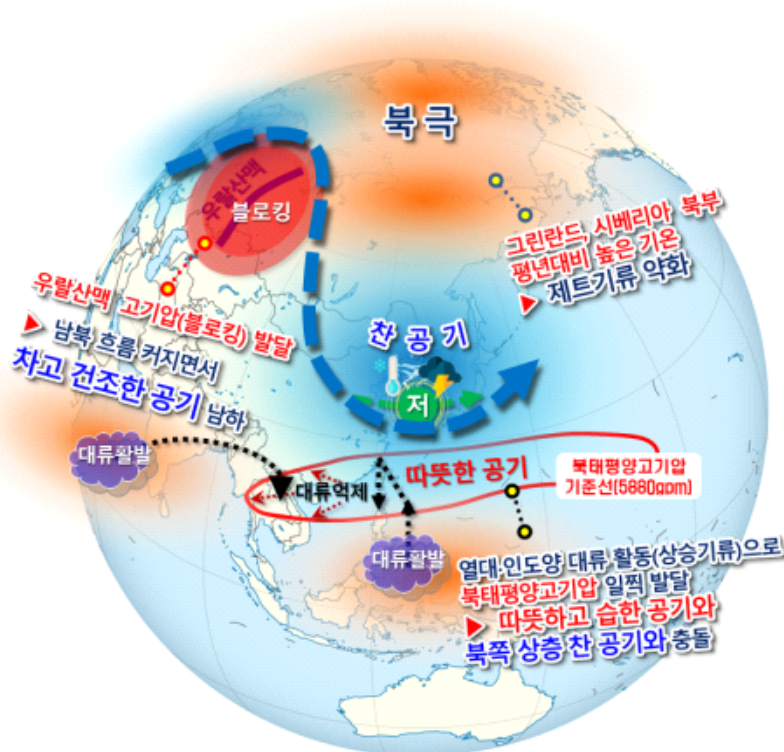 북극
우랄산맥
블로킹
그린란드, 시베리아 북부
평년대비 높은 기온
▶ 제트기류 약화
우랄산맥 고기압(블로킹) 발달
▶ 남북 흐름 커지면서
차고 건조한 공기 남하
찬 공기
저
대류활발
대류억제
따뜻한 공기
북태평양고기압
기준선(5880gpm)
대류활발
열대·인도양 대류 활동(상승기류)으로
북태평양고기압 일찍 발달
▶ 따뜻하고 습한 공기와
북쪽 상층 찬 공기와 충돌